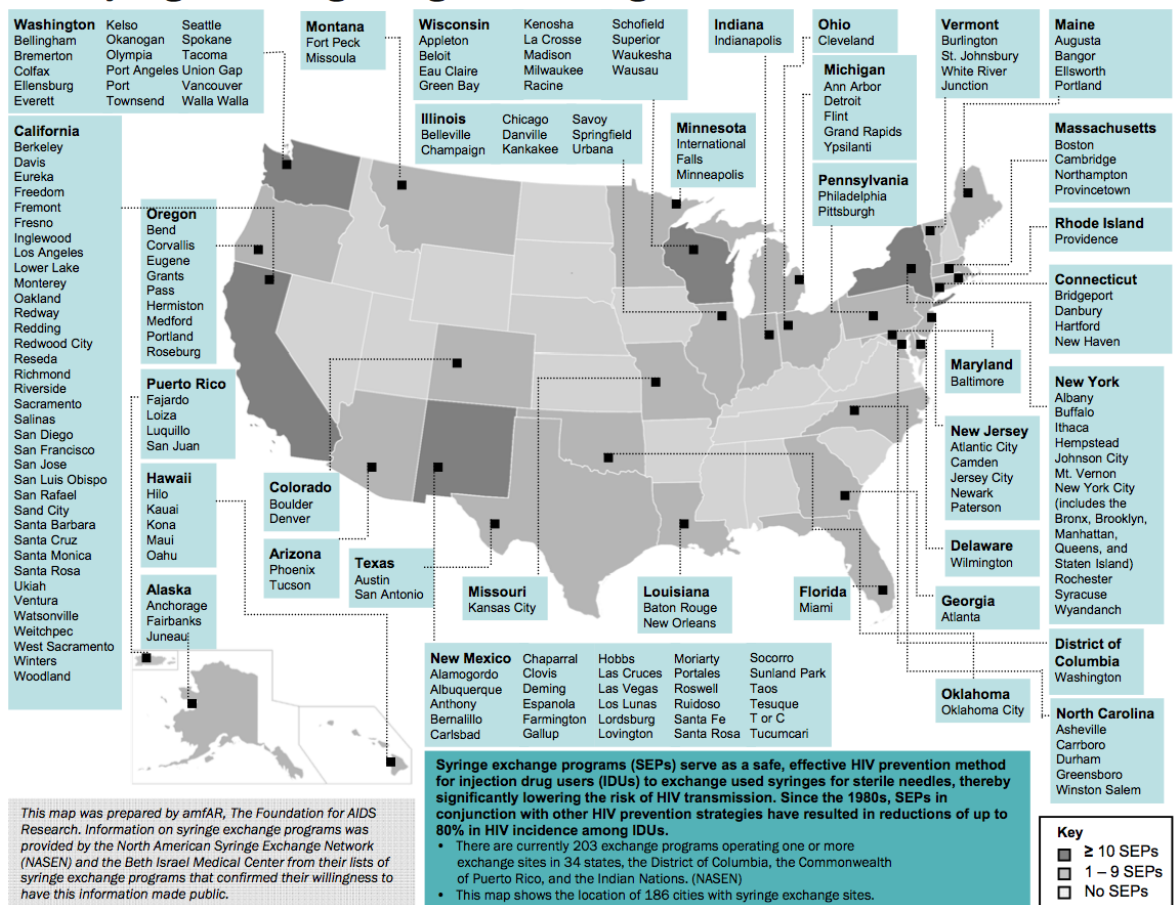 Washington
Bellingham
Bremerton
Colfax
Ellensburg
Everett
Kelso
Okanogan
Olympia
Port Angeles
Port
Townsend
Seattle
Spokane
Tacoma
Union Gap
Vancouver
Walla Walla
Montana
Fort Peck
Missoula
Wisconsin
Appleton
Beloit
Eau Claire
Green Bay
Kenosha
La Crosse
Madison
Milwaukee
Racine
Schofield
Superior
Waukesha
Wausau
Indiana
Indianapolis
Ohio
Cleveland
Vermont
Burlington
St. Johnsbury
White River
Junction
Maine
Augusta
Bangor
Ellsworth
Portland
Michigan
Ann Arbor
Detroit
Flint
Grand Rapids
Ypsilanti
Illinois
Belleville
Champaign
Chicago
Danville
Kankakee
Savoy
Springfield
Urbana
Minnesota
International
Falls
Minneapolis
Massachusetts
Boston
Cambridge
Northampton
Provincetown
California
Berkeley
Davis
Eureka
Freedom
Fremont
Fresno
Inglewood
Los Angeles
Lower Lake
Monterey
Oakland
Redway
Redding
Redwood City
Reseda
Richmond
Riverside
Sacramento
Salinas
San Diego
San Francisco
San Jose
San Luis Obispo
San Rafael
Sand City
Santa Barbara
Santa Cruz
Santa Monica
Santa Rosa
Ukiah
Ventura
Watsonville
Weitchpec
West Sacramento
Winters
Woodland
Pennsylvania
Philadelphia
Pittsburgh
Oregon
Bend
Corvallis
Eugene
Grants
Pass
Hermiston
Medford
Portland
Roseburg
Rhode Island
Providence
Connecticut
Bridgeport
Danbury
Hartford
New Haven
Maryland
Baltimore
Puerto Rico
Fajardo
Loiza
Luquillo
San Juan
New York
Albany
Buffalo
Ithaca
Hempstead
Johnson City
Mt. Vernon
New York City
(includes the
Bronx, Brooklyn,
Manhattan,
Queens, and
Staten Island)
Rochester
Syracuse
Wyandanch
New Jersey
Atlantic City
Camden
Jersey City
Newark
Paterson
Hawaii
Hilo
Kauai
Kona
Maui
Oahu
Colorado
Boulder
Denver
Arizona
Phoenix
Tucson
Texas
Austin
San Antonio
Delaware
Wilmington
Alaska
Anchorage
Fairbanks
Juneau
Missouri
Kansas City
Louisiana
Baton Rouge
New Orleans
Florida
Miami
Georgia
Atlanta
District of
Columbia
Washington
New Mexico
Alamogordo
Albuquerque
Anthony
Bernalillo
Carlsbad
Chaparral
Clovis
Deming
Espanola
Farmington
Gallup
Hobbs
Las Cruces
Las Vegas
Los Lunas
Lordsburg
Lovington
Moriarty
Portales
Roswell
Ruidoso
Santa Fe
Santa Rosa
Socorro
Sunland Park
Taos
Tesuque
T or C
Tucumcari
Oklahoma
Oklahoma City
North Carolina
Asheville
Carrboro
Durham
Greensboro
Winston Salem
Syringe exchange programs (SEPs) serve as a safe, effective HIV prevention method
for injection drug users (IDUs) to exchange used syringes for sterile needles, thereby
significantly lowering the risk of HIV transmission. Since the 1980s, SEPs in
conjunction with other HIV prevention strategies have resulted in reductions of up to
80% in HIV incidence among IDUs.
• There are currently 203 exchange programs operating one or more
exchange sites in 34 states, the District of Columbia, the Commonwealth
of Puerto Rico, and the Indian Nations. (NASEN)
• This map shows the location of 186 cities with syringe exchange sites.
This map was prepared by amfAR, The Foundation for AIDS
Research. Information on syringe exchange programs was
provided by the North American Syringe Exchange Network
(NASEN) and the Beth Israel Medical Center from their lists of
syringe exchange programs that confirmed their willingness to
have this information made public.
Key
≥ 10 SEPs
1 – 9 SEPs
No SEPs